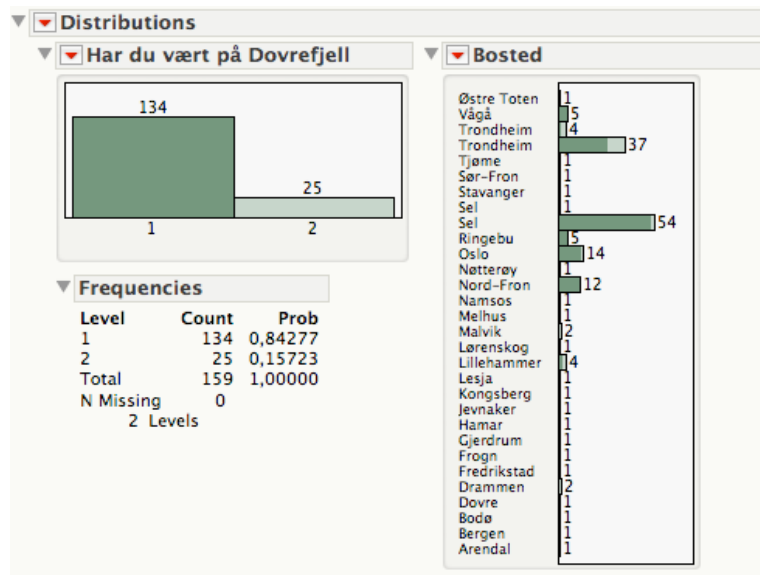 Distributions
Har du vært på Dovrefjell
134
25
1 2
Frequencies
Level Count Prob
1 134 0,84277
2 25 0,15723
Total 159 1,00000
N Missing 0
2 Levels
Bosted
Østre Toten 1
Vågå 5
Trondheim 4
Trondheim 37
Tjøme 1
Sør-Fron 1
Stavanger 1
Sel 1
Sel 54
Ringebu 5
Oslo 14
Nøtterøy 1
Nord-Fron 12
Namsos 1
Melhus 1
Malvik 2
Lørenskog 1
Lillehammer 4
Lesja 1
Kongsberg 1
Jevnaker 1
Hamar 1
Gjerdrum 1
Frogn 1
Fredrikstad 1
Drammen 2
Dovre 1
Bodø 1
Bergen 1
Arendal 1